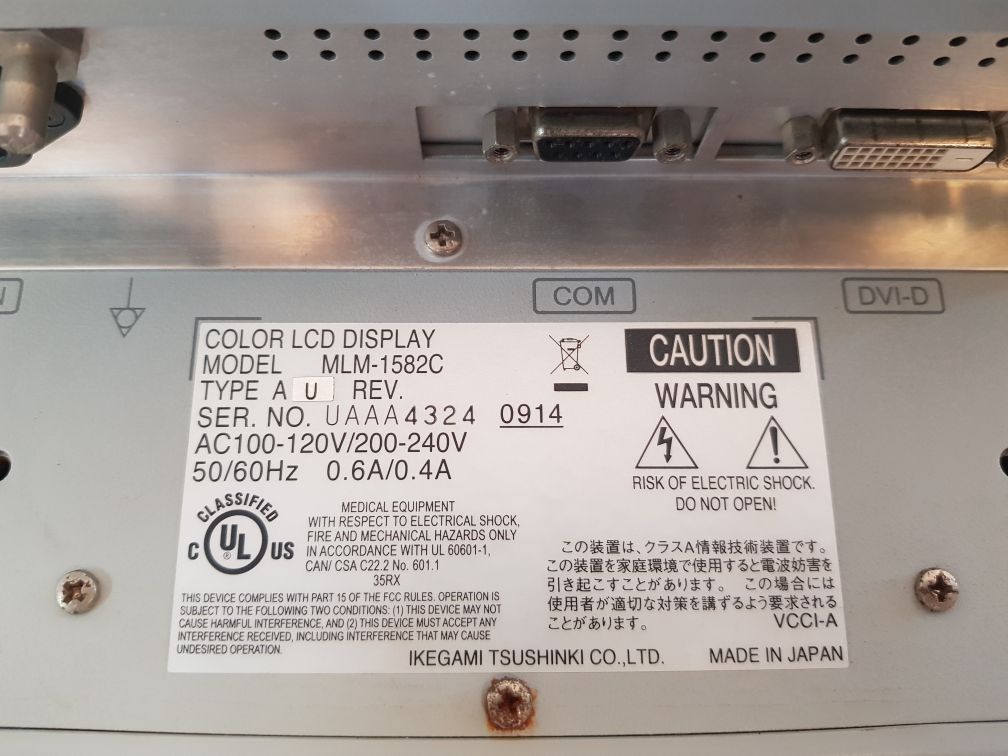 N
COM
DVI-D
COLOR LCD DISPLAY
MODEL MLM-1582C
TYPE A U REV.
SER. NO. UAAA4324 0914
AC100-120V/200-240V
50/60Hz 0.6A/0.4A
CAUTION
WARNING
RISK OF ELECTRIC SHOCK.
DO NOT OPEN!
CLASSIFIED
C UL US
®
MEDICAL EQUIPMENT
WITH RESPECT TO ELECTRICAL SHOCK,
FIRE AND MECHANICAL HAZARDS ONLY
IN ACCORDANCE WITH UL 60601-1,
CAN/ CSA C22.2 No. 601.1
35RX
THIS DEVICE COMPLIES WITH PART 15 OF THE FCC RULES. OPERATION IS
SUBJECT TO THE FOLLOWING TWO CONDITIONS: (1) THIS DEVICE MAY NOT
CAUSE HARMFUL INTERFERENCE, AND (2) THIS DEVICE MUST ACCEPT ANY
INTERFERENCE RECEIVED, INCLUDING INTERFERENCE THAT MAY CAUSE
UNDESIRED OPERATION.
この装置は、クラスA情報技術装置です。
この装置を家庭環境で使用すると電波妨害を
引き起こすことがあります。 この場合には
使用者が適切な対策を講ずるよう要求される
ことがあります。 VCCI-A
IKEGAMI TSUSHINKI CO.,LTD. MADE IN JAPAN